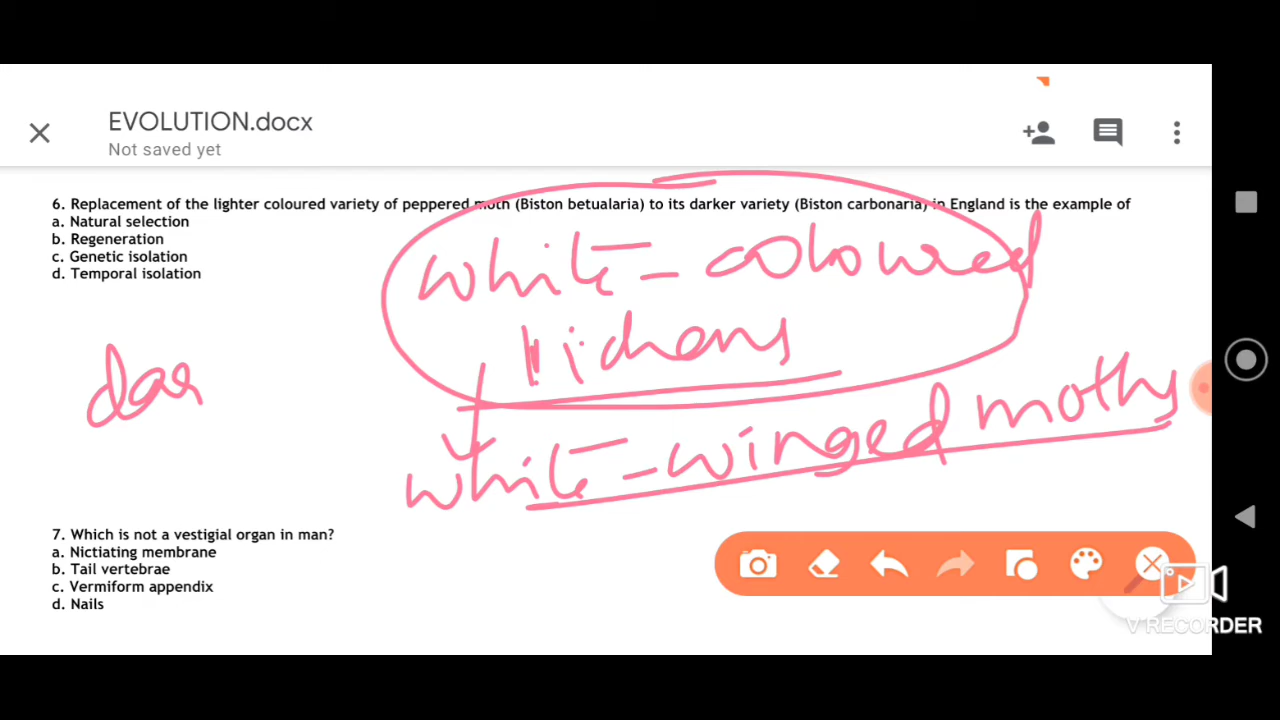 EVOLUTION.docx
Not saved yet
6. Replacement of the lighter coloured variety of peppered moth (Biston betualaria) to its darker variety (Biston carbonaria) in England is the example of
a. Natural selection
b. Regeneration
c. Genetic isolation
d. Temporal isolation
white-coloured
lichens
dar
white-winged moths
7. Which is not a vestigial organ in man?
a. Nictiating membrane
b. Tail vertebrae
c. Vermiform appendix
d. Nails
V RECORDER